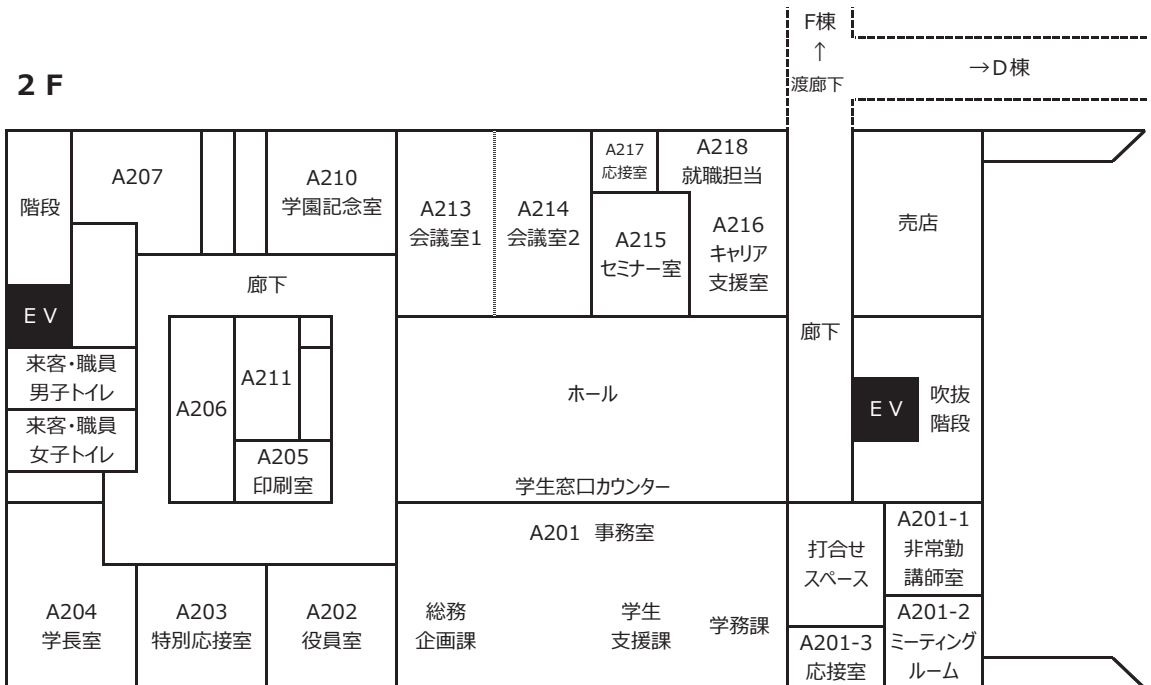 F棟
↑
渡廊下
→D棟
2 F
階段
A207
A210
学園記念室
A213
会議室1
A214
会議室2
A217
応接室
A218
就職担当
A215
セミナー室
A216
キャリア
支援室
売店
廊下
E V
来客・職員
男子トイレ
来客・職員
女子トイレ
A206
A211
A205
印刷室
ホール
学生窓口カウンター
廊下
E V
吹抜
階段
A201 事務室
総務
企画課
学生
支援課
学務課
打合せ
スペース
A201-1
非常勤
講師室
A201-2
ミーティング
ルーム
A201-3
応接室
A204
学長室
A203
特別応接室
A202
役員室